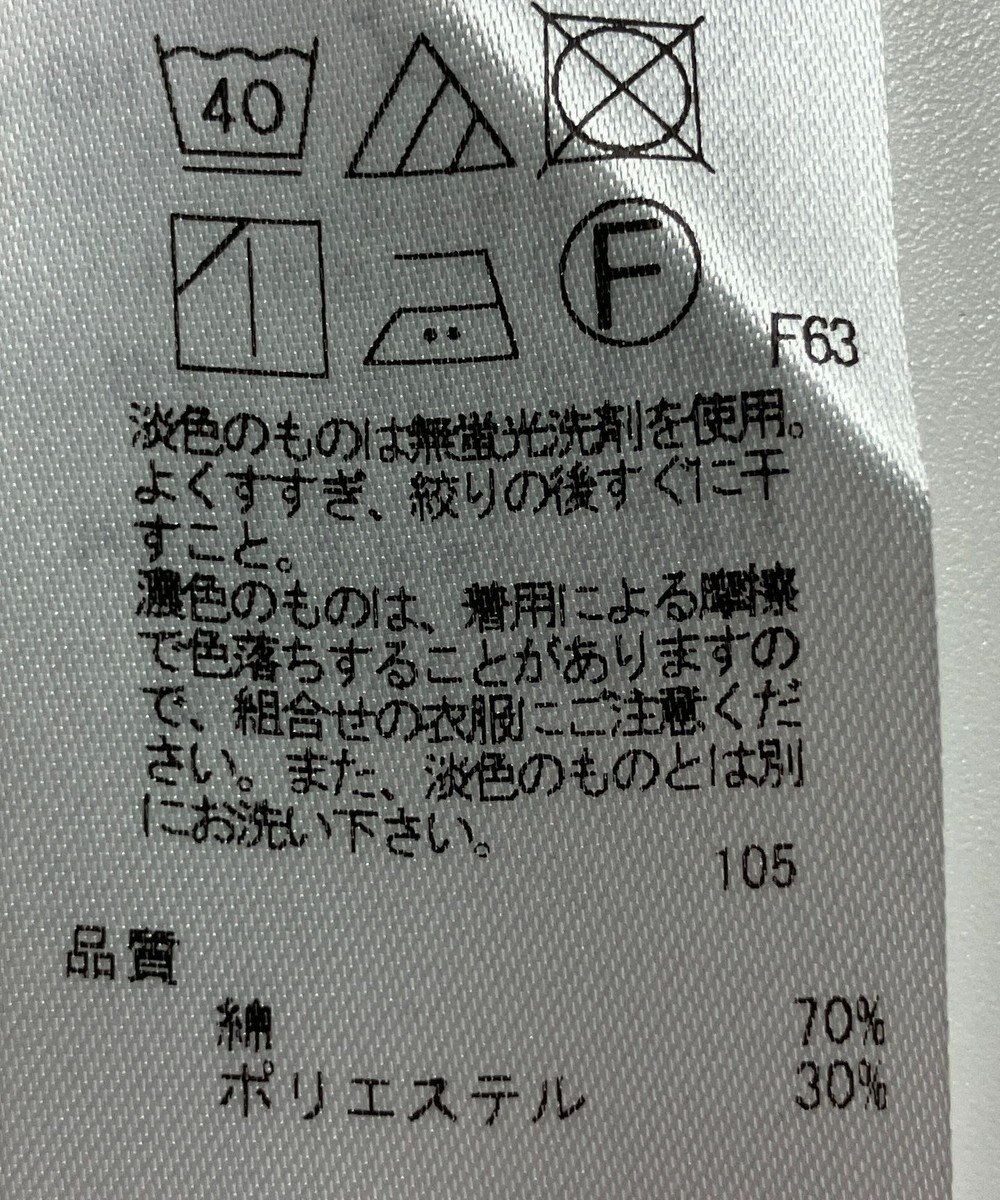 40
F
F63
淡色のものは無蛍光洗剤を使用。
よくすすぎ、絞りの後すぐに干
すこと。
濃色のものは、着用による摩擦
で色落ちすることがありますの
で、組合せの衣服にご注意くだ
さい。また、淡色のものとは別
にお洗い下さい。
105
品質
綿 70%
ポリエステル 30%